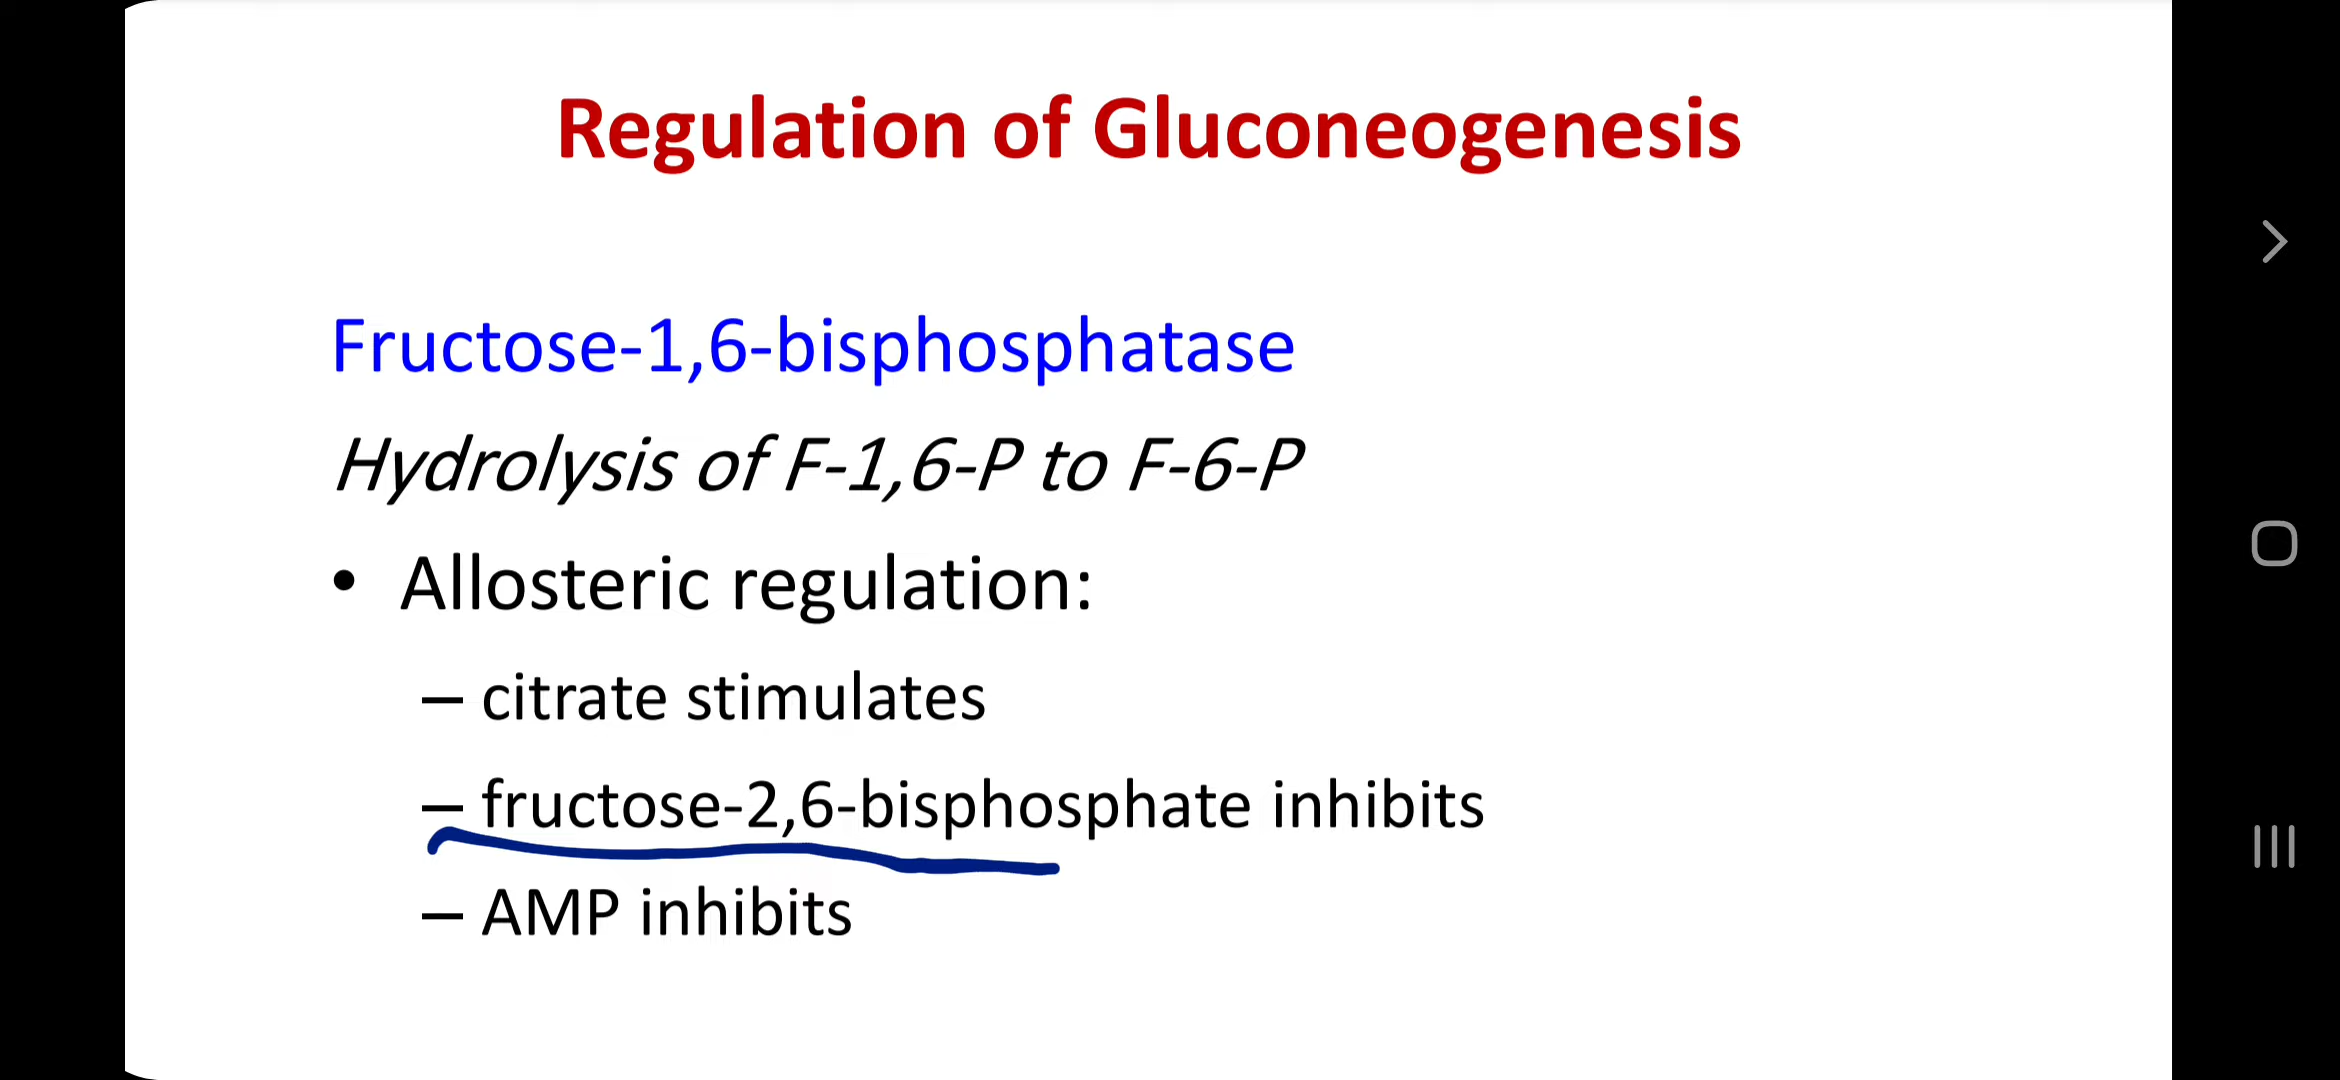 Regulation of Gluconeogenesis
Fructose-1,6-bisphosphatase
Hydrolysis of F-1,6-P to F-6-P
• Allosteric regulation:
– citrate stimulates
– fructose-2,6-bisphosphate inhibits
– AMP inhibits